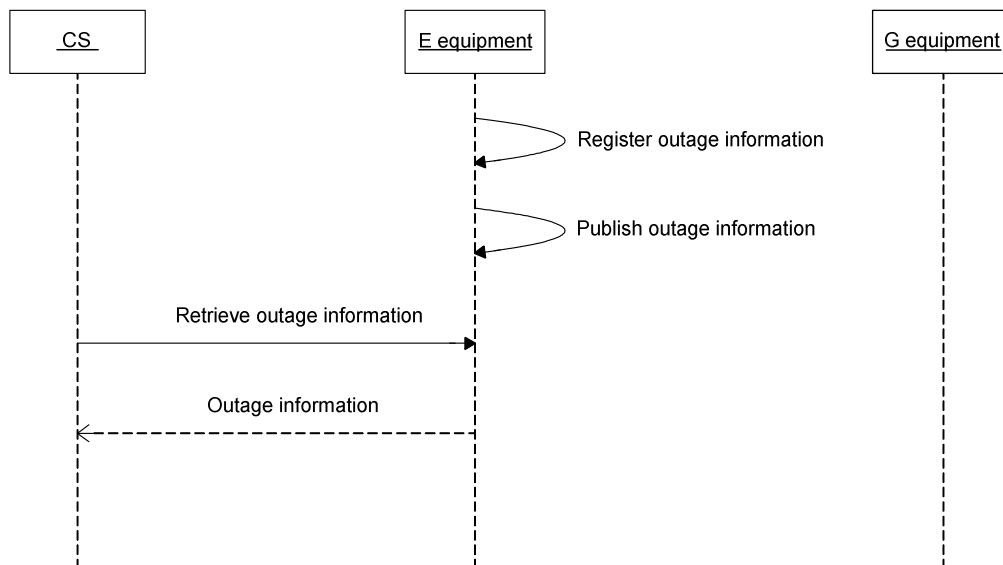 CS
E equipment
G equipment
Register outage information
Publish outage information
Retrieve outage information
Outage information